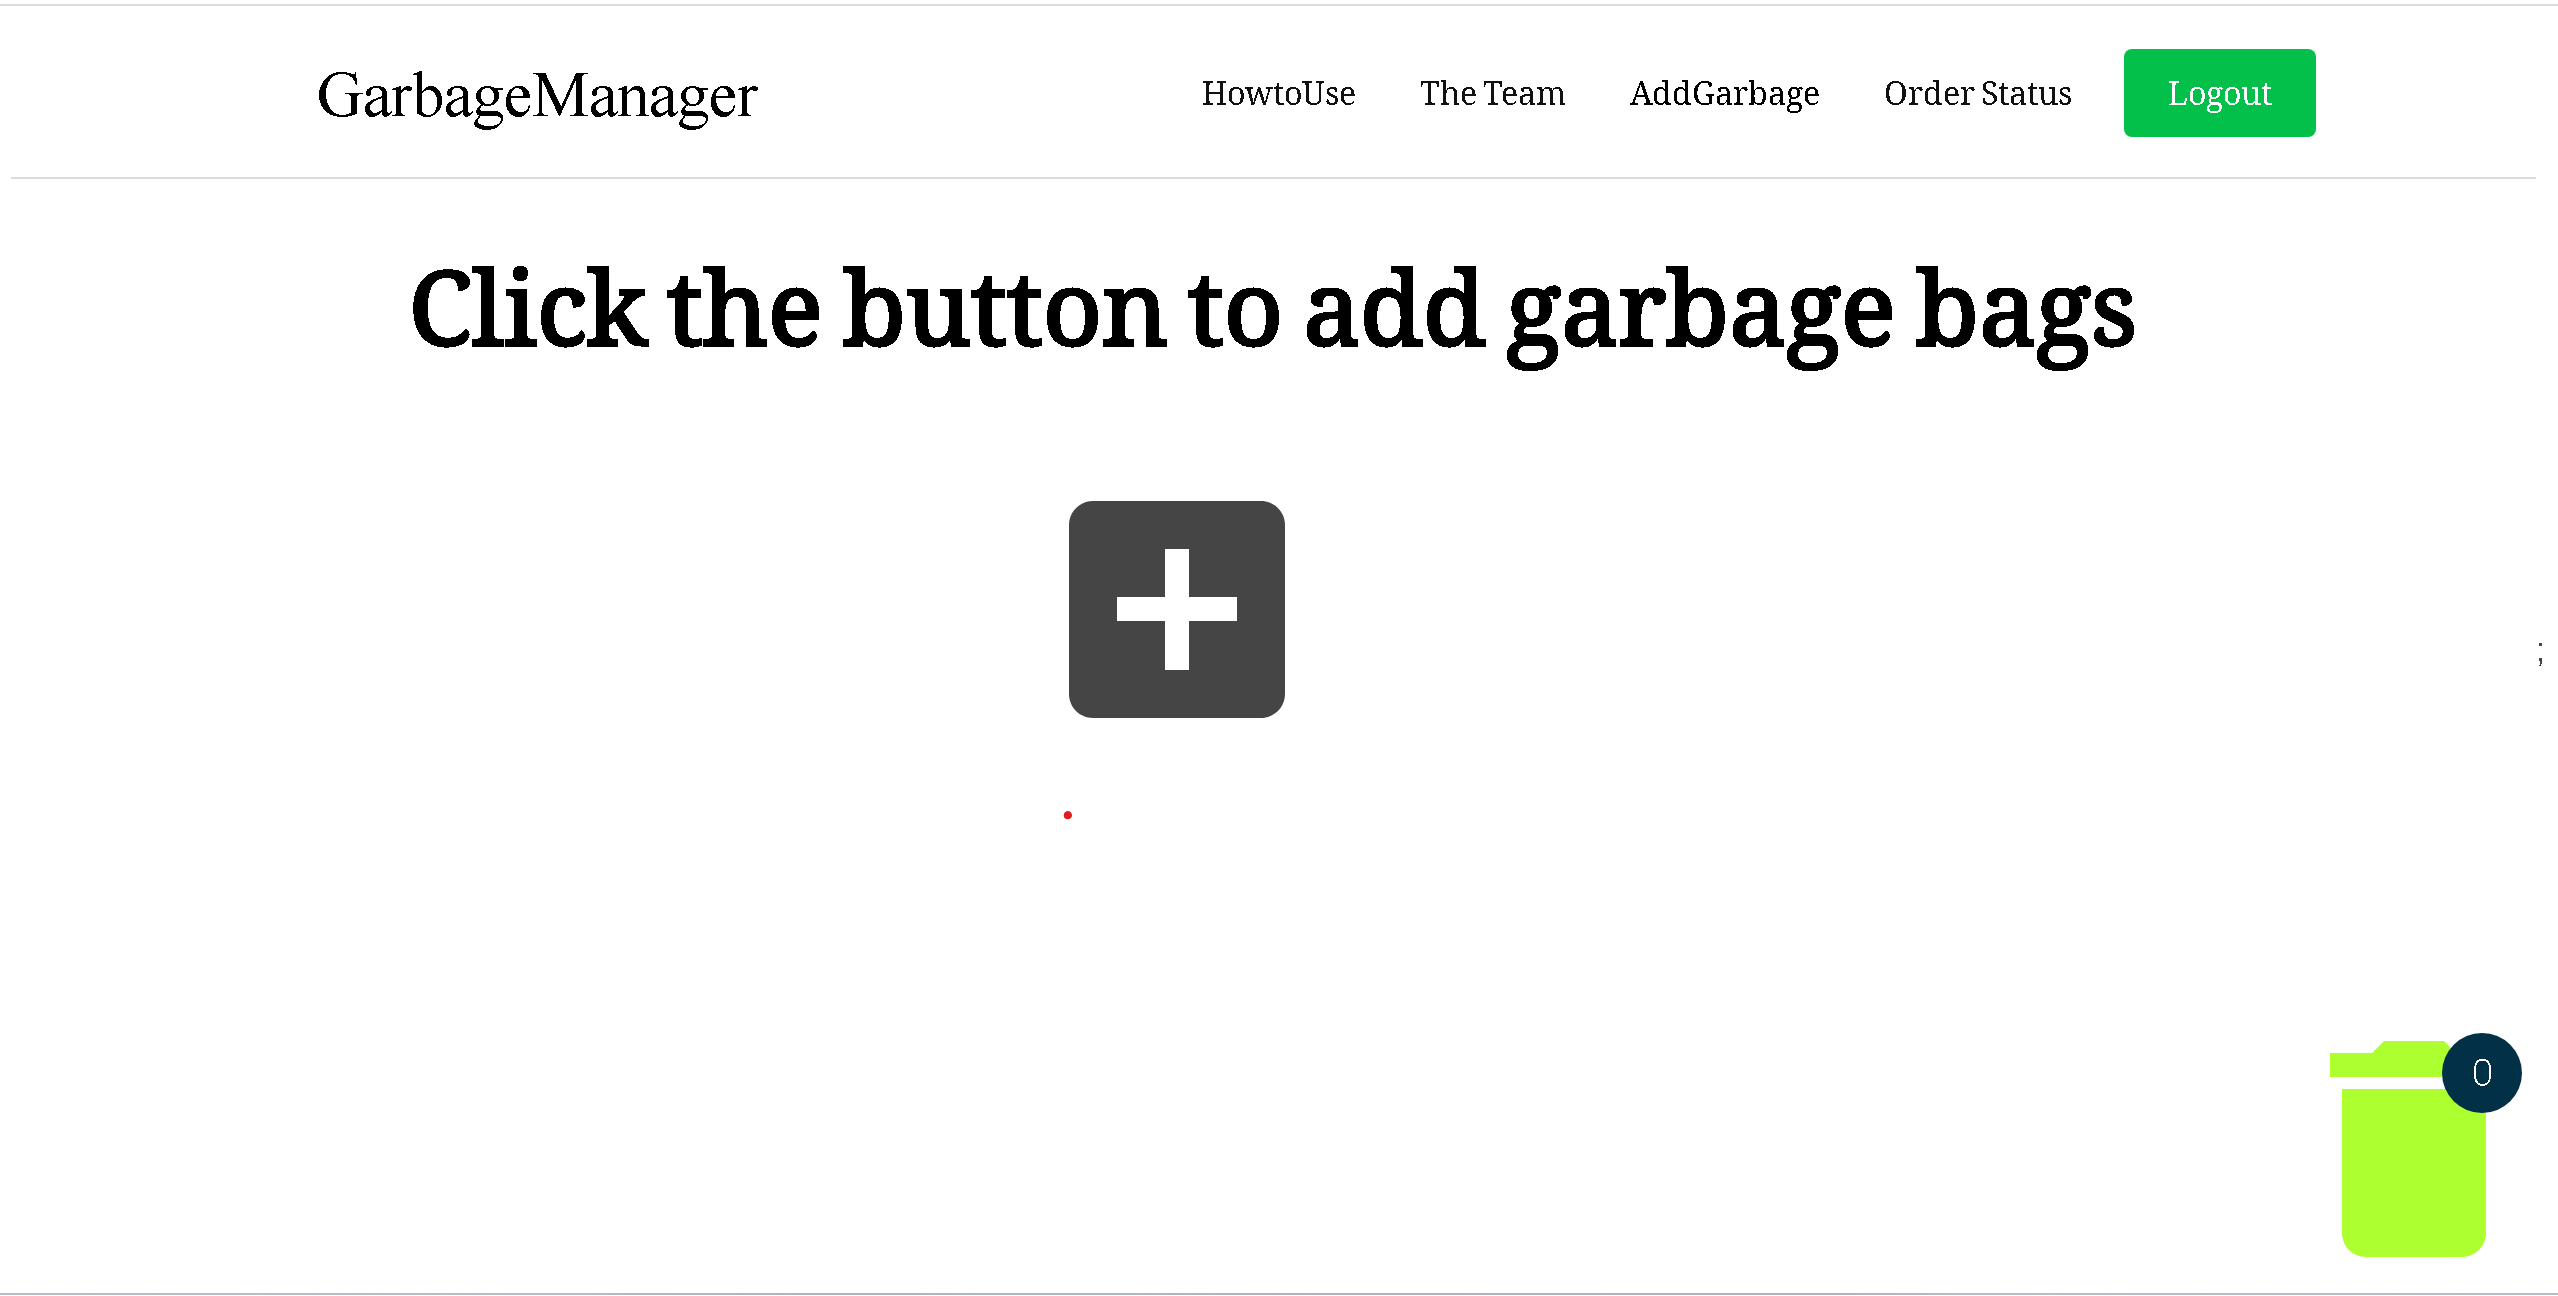 GarbageManager HowtoUse The Team AddGarbage Order Status Logout
Click the button to add garbage bags
;
0